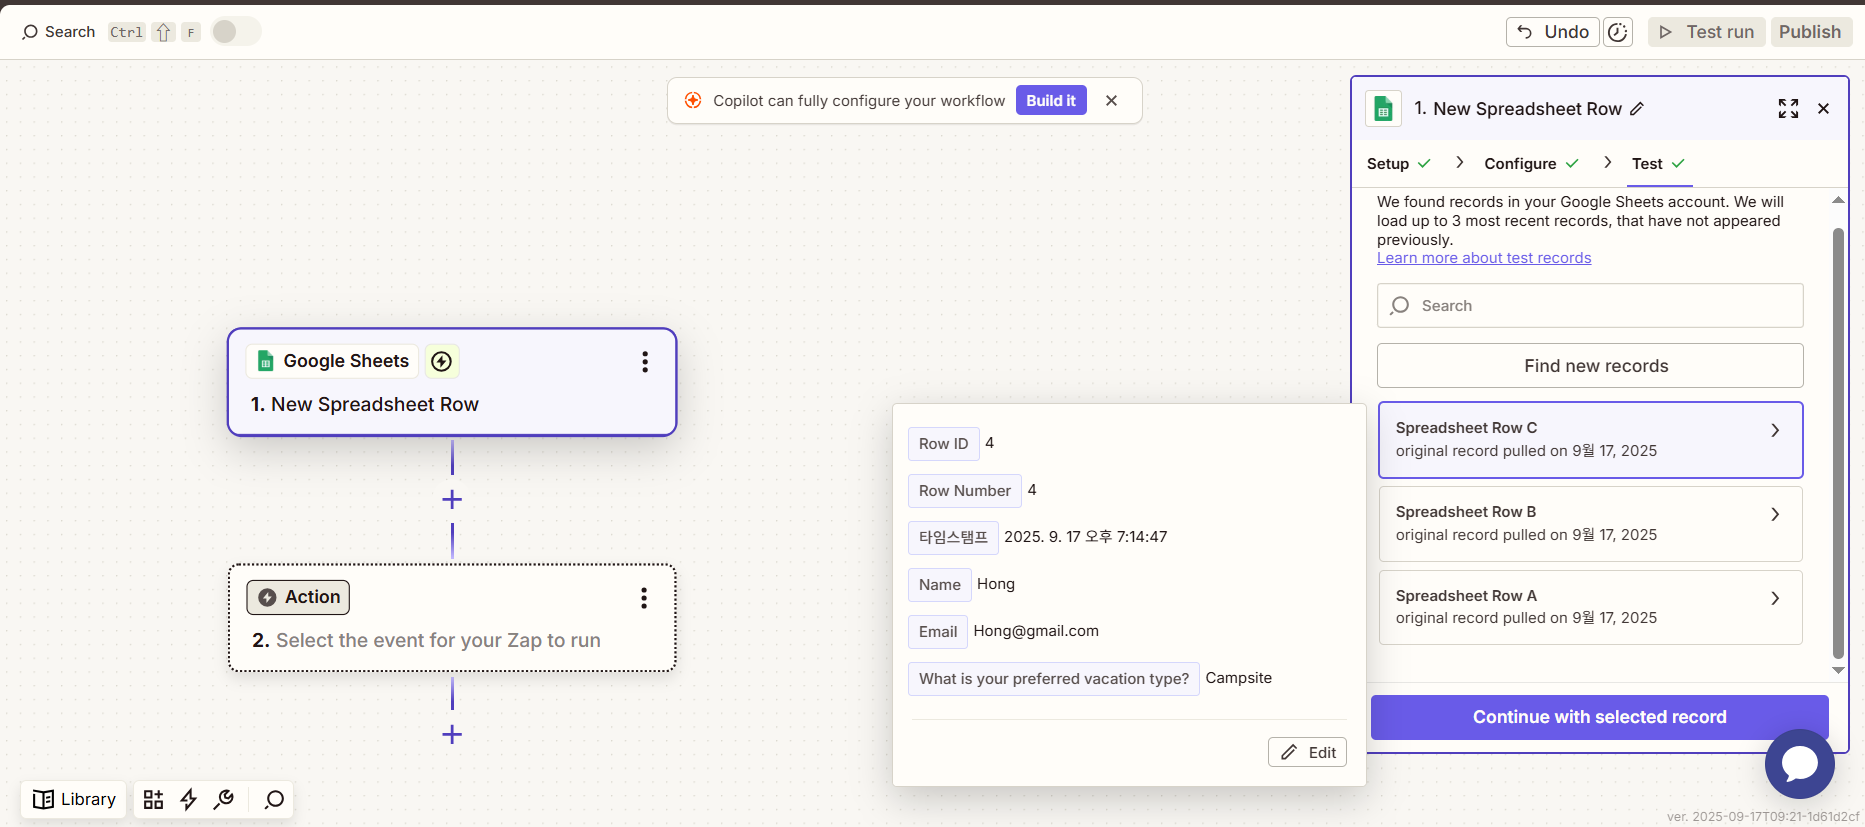 Search Ctrl ⇧ F
Undo
Test run
Publish
Copilot can fully configure your workflow Build it
1. New Spreadsheet Row
Setup Configure Test
We found records in your Google Sheets account. We will
load up to 3 most recent records, that have not appeared
previously.
Learn more about test records
Search
Find new records
Spreadsheet Row C
original record pulled on 9월 17, 2025
Spreadsheet Row B
original record pulled on 9월 17, 2025
Spreadsheet Row A
original record pulled on 9월 17, 2025
Continue with selected record
Google Sheets
1. New Spreadsheet Row
Action
2. Select the event for your Zap to run
Row ID 4
Row Number 4
타임스탬프 2025. 9. 17 오후 7:14:47
Name Hong
Email Hong@gmail.com
What is your preferred vacation type? Campsite
Edit
Library
ver. 2025-09-17T09:21-1d61d2cf